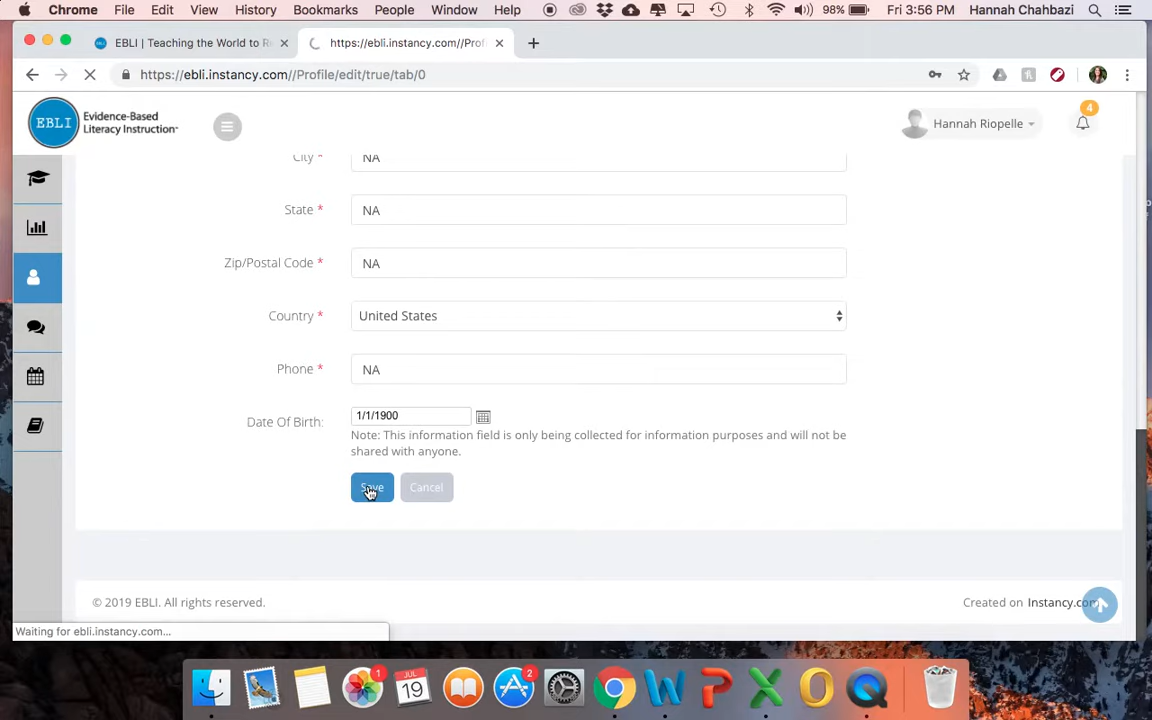 Chrome File Edit View History Bookmarks People Window Help 98% Fri 3:56 PM Hannah Chahbazi
EBLI | Teaching the World to Re
https://ebli.instancy.com//Prof
https://ebli.instancy.com//Profile/edit/true/tab/0
EBLI Evidence-Based
Literacy Instruction®
Hannah Riopelle
4
City * NA
State * NA
Zip/Postal Code * NA
Country * United States
Phone * NA
Date Of Birth: 1/1/1900
Note: This information field is only being collected for information purposes and will not be
shared with anyone.
Save Cancel
© 2019 EBLI. All rights reserved.
Created on Instancy.com
Waiting for ebli.instancy.com...
1
JUL
19
2